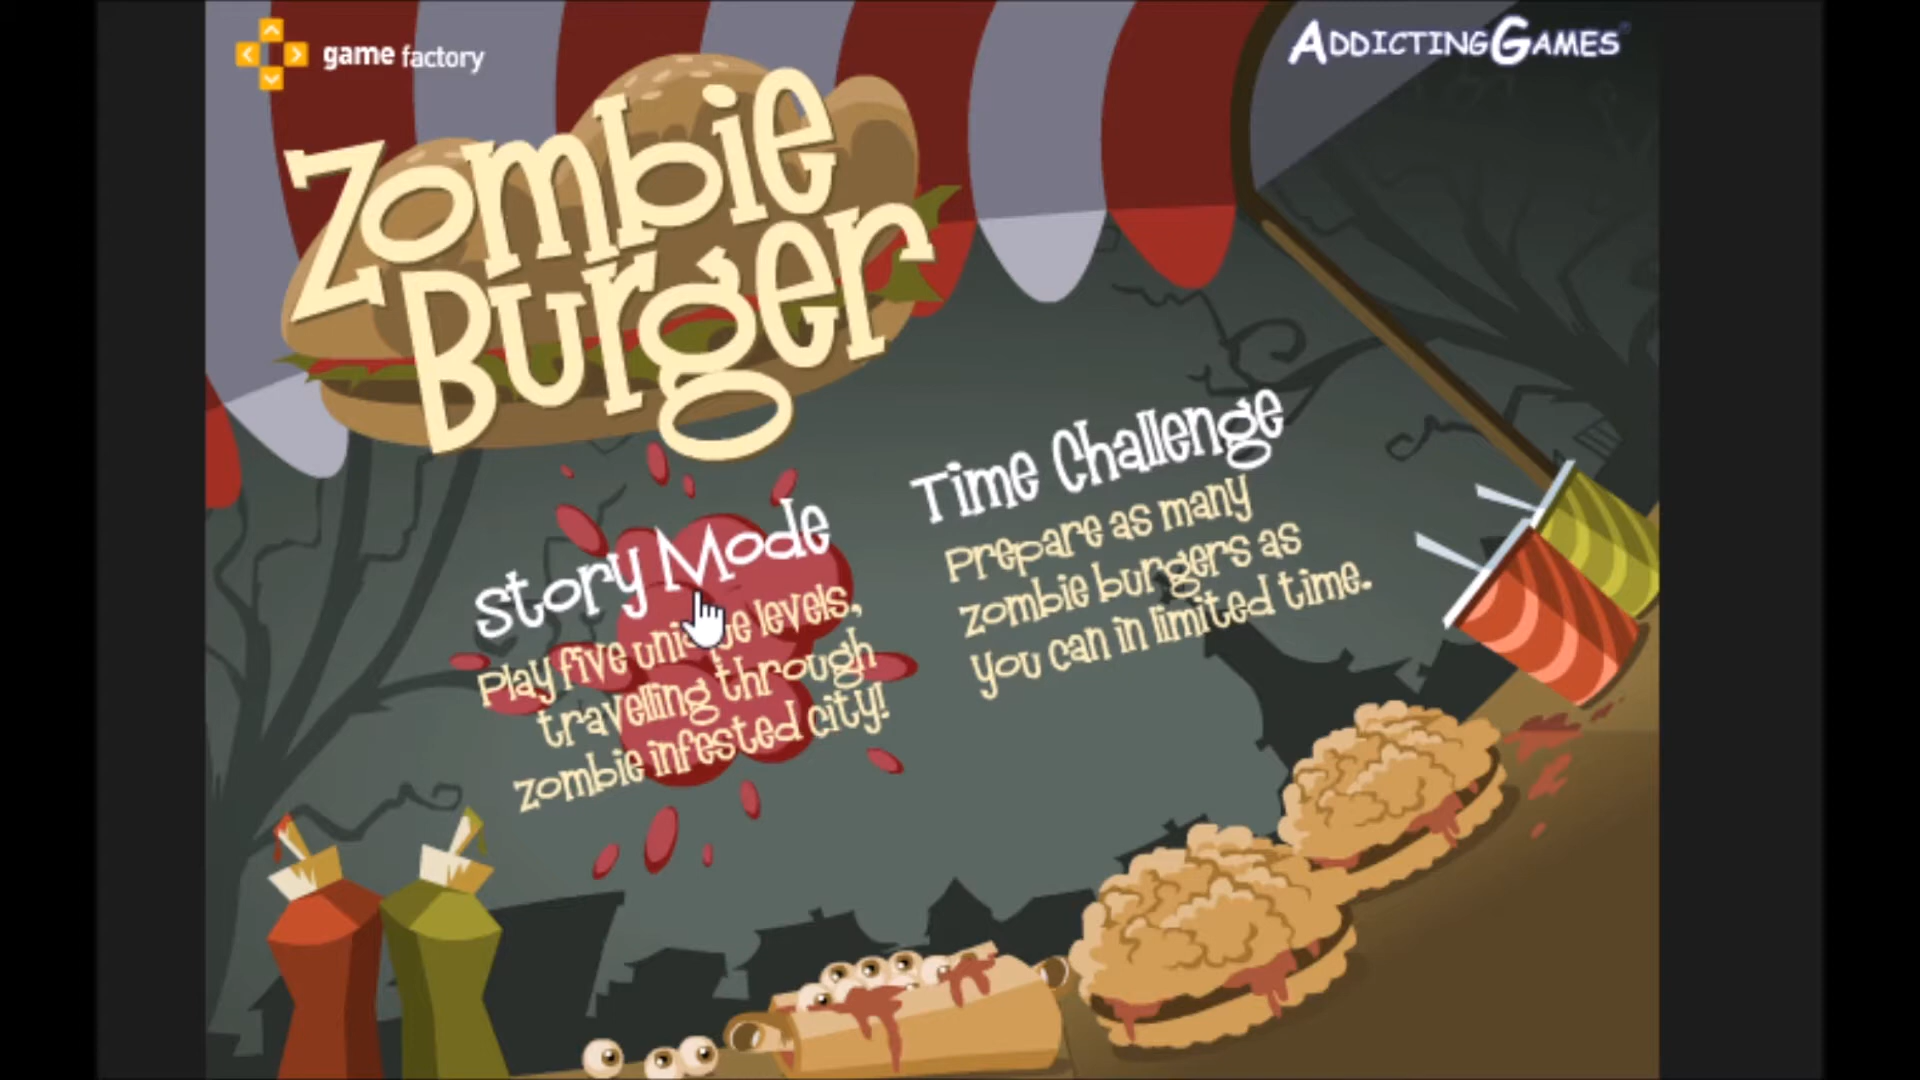 game factory
ADDICTINGGAMES
Zombie
Burger
Story Mode
Play five unique levels,
travelling through
zombie infested city!
Time Challenge
Prepare as many
zombie burgers as
you can in limited time.